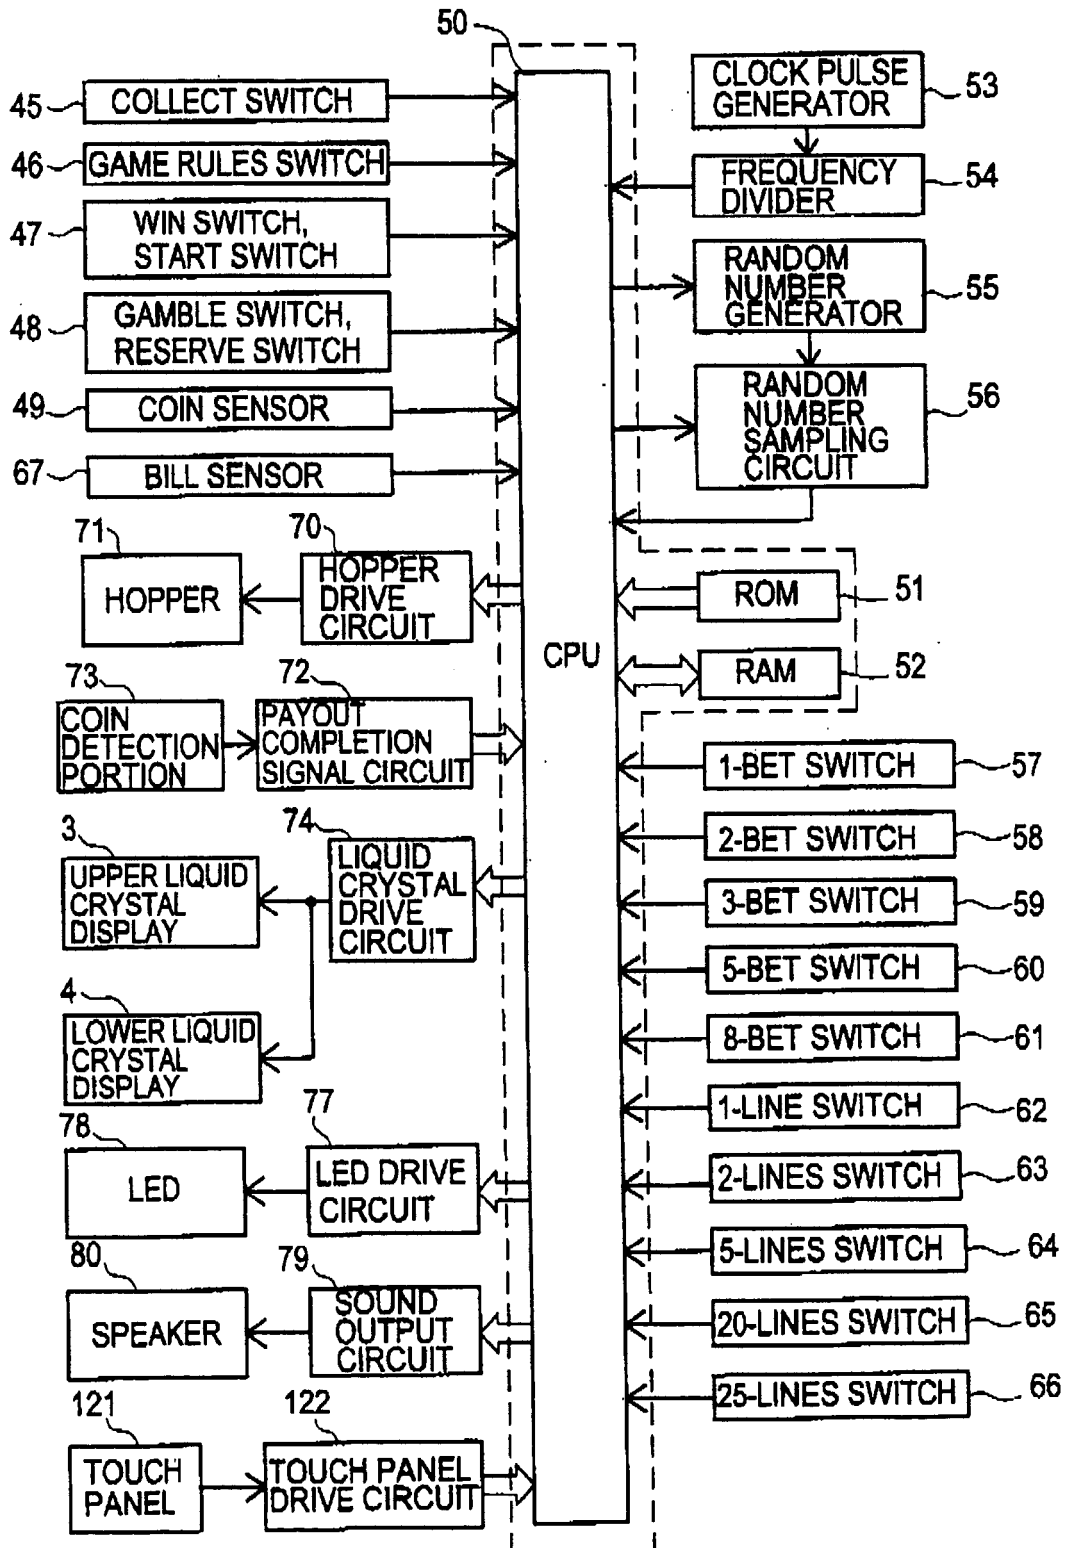 50
45
COLLECT SWITCH
46
GAME RULES SWITCH
47
WIN SWITCH,
START SWITCH
48
GAMBLE SWITCH,
RESERVE SWITCH
49
COIN SENSOR
67
BILL SENSOR
71
HOPPER
70
HOPPER
DRIVE
CIRCUIT
73
COIN
DETECTION
PORTION
72
PAYOUT
COMPLETION
SIGNAL CIRCUIT
3
UPPER LIQUID
CRYSTAL
DISPLAY
74
LIQUID
CRYSTAL
DRIVE
CIRCUIT
4
LOWER LIQUID
CRYSTAL
DISPLAY
78
LED
77
LED DRIVE
CIRCUIT
80
SPEAKER
79
SOUND
OUTPUT
CIRCUIT
121
TOUCH
PANEL
122
TOUCH PANEL
DRIVE CIRCUIT
CPU
CLOCK PULSE
GENERATOR
53
FREQUENCY
DIVIDER
54
RANDOM
NUMBER
GENERATOR
55
RANDOM
NUMBER
SAMPLING
CIRCUIT
56
ROM
51
RAM
52
1-BET SWITCH
57
2-BET SWITCH
58
3-BET SWITCH
59
5-BET SWITCH
60
8-BET SWITCH
61
1-LINE SWITCH
62
2-LINES SWITCH
63
5-LINES SWITCH
64
20-LINES SWITCH
65
25-LINES SWITCH
66